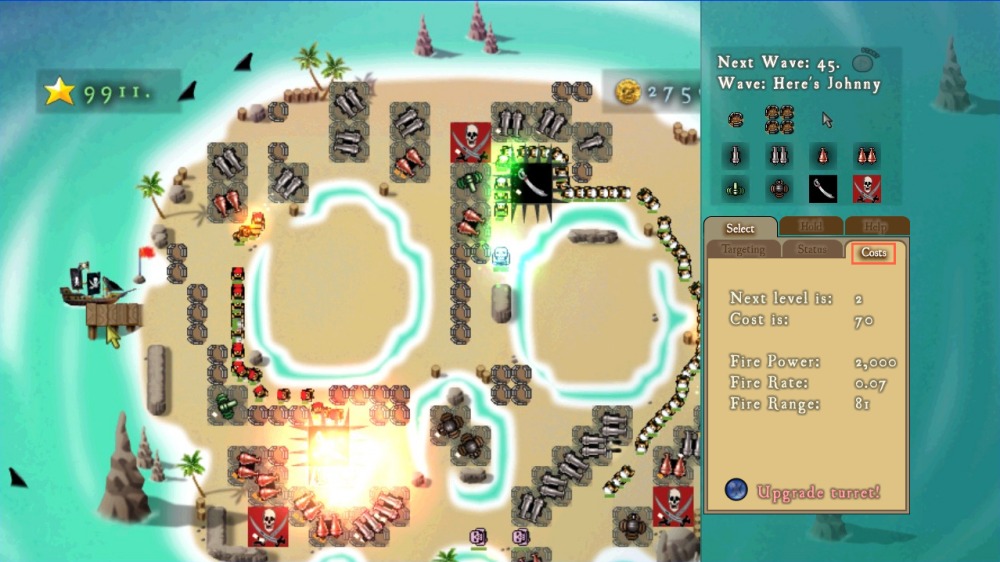 9911.
275
Next Wave: 45.
Wave: Here's Johnny
Select
Hold
Help
Targeting
Status
Costs
Next level is: 2
Cost is: 70
Fire Power: 2,000
Fire Rate: 0.07
Fire Range: 81
Upgrade turret!